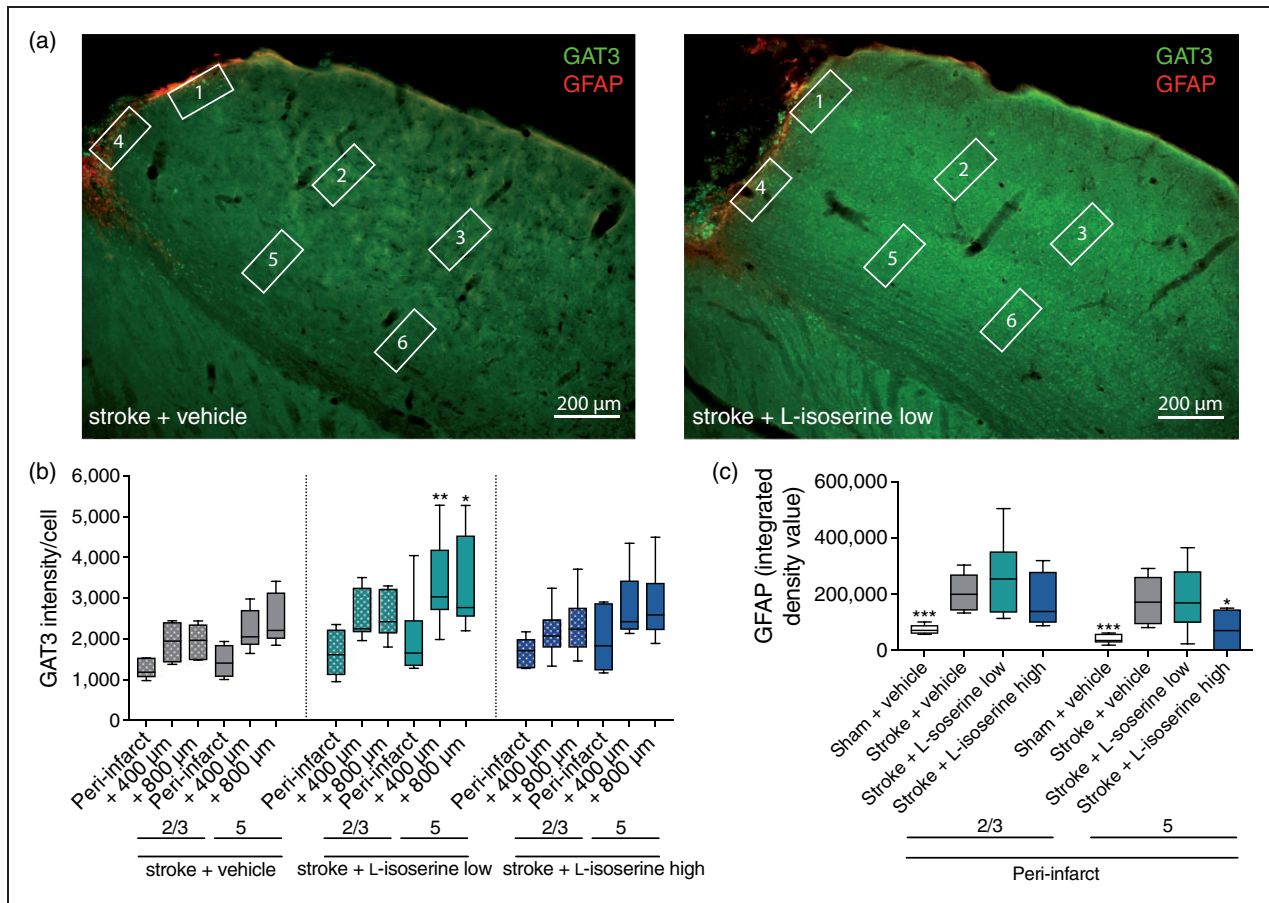 (a)
GAT3
GFAP
1
4
2
3
5
6
200 µm
stroke + vehicle
GAT3
GFAP
1
4
2
3
5
6
200 µm
stroke + L-isoserine low
(b)
GAT3 intensity/cell
6,000
5,000
4,000
3,000
2,000
1,000
0
** *
Peri-infarct
+ 400 µm
+ 800 µm
Peri-infarct
+ 400 µm
+ 800 µm
Peri-infarct
+ 400 µm
+ 800 µm
Peri-infarct
+ 400 µm
+ 800 µm
Peri-infarct
+ 400 µm
+ 800 µm
Peri-infarct
+ 400 µm
+ 800 µm
2/3 5 2/3 5 2/3 5
stroke + vehicle stroke + L-isoserine low stroke + L-isoserine high
(c)
GFAP (integrated
density value)
600,000
400,000
200,000
0
*** *** *
Sham + vehicle
Stroke + vehicle
Stroke + L-isoserine low
Stroke + L-isoserine high
Sham + vehicle
Stroke + vehicle
Stroke + L-soserine low
Stroke + L-isoserine high
2/3 5
Peri-infarct